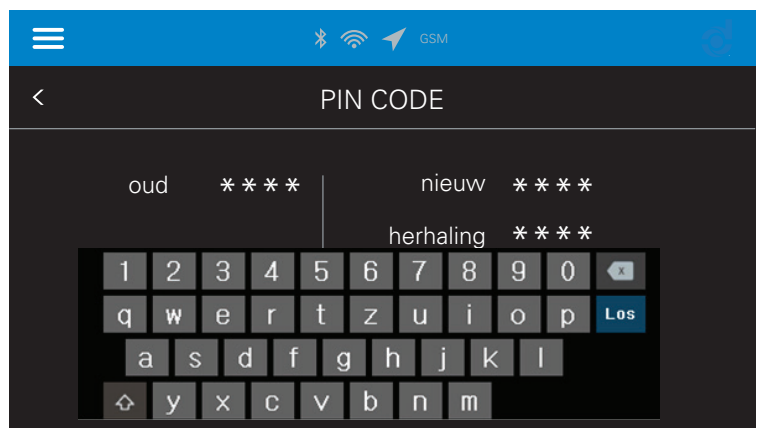 GSM
PIN CODE
oud **** nieuw ****
herhaling ****
1 2 3 4 5 6 7 8 9 0 x
q w e r t z u i o p Los
a s d f g h j k l
y x c v b n m